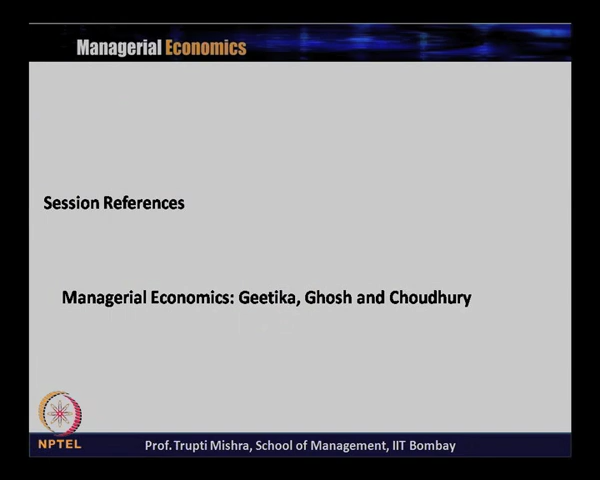 Managerial Economics
Session References
Managerial Economics: Geetika, Ghosh and Choudhury
NPTEL
Prof. Trupti Mishra, School of Management, IIT Bombay